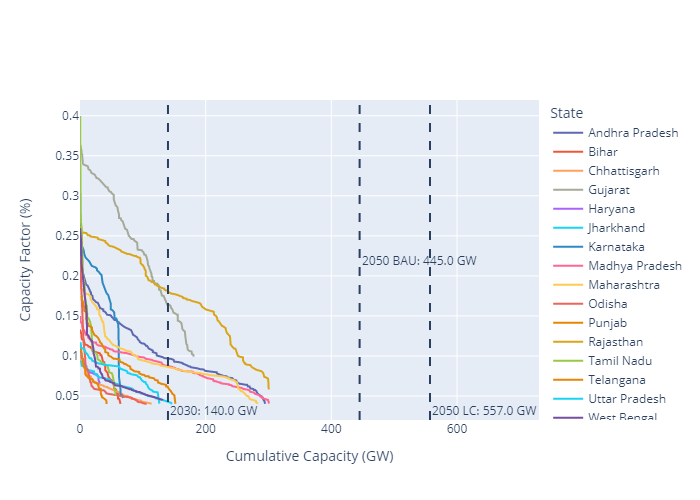 State
Andhra Pradesh
Bihar
Chhattisgarh
Gujarat
Haryana
Jharkhand
Karnataka
Madhya Pradesh
Maharashtra
Odisha
Punjab
Rajasthan
Tamil Nadu
Telangana
Uttar Pradesh
West Bengal
Capacity Factor (%)
0.4
0.35
0.3
0.25
0.2
0.15
0.1
0.05
2050 BAU: 445.0 GW
2030: 140.0 GW
2050 LC: 557.0 GW
0
200
400
600
Cumulative Capacity (GW)